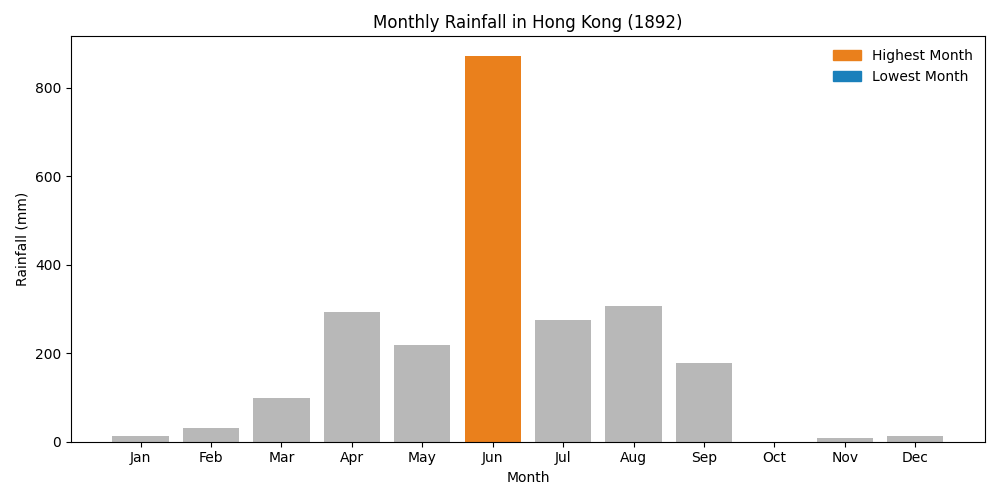 Monthly Rainfall in Hong Kong (1892)
Highest Month
Lowest Month
Rainfall (mm)
800
600
400
200
0
Jan Feb Mar Apr May Jun Jul Aug Sep Oct Nov Dec
Month